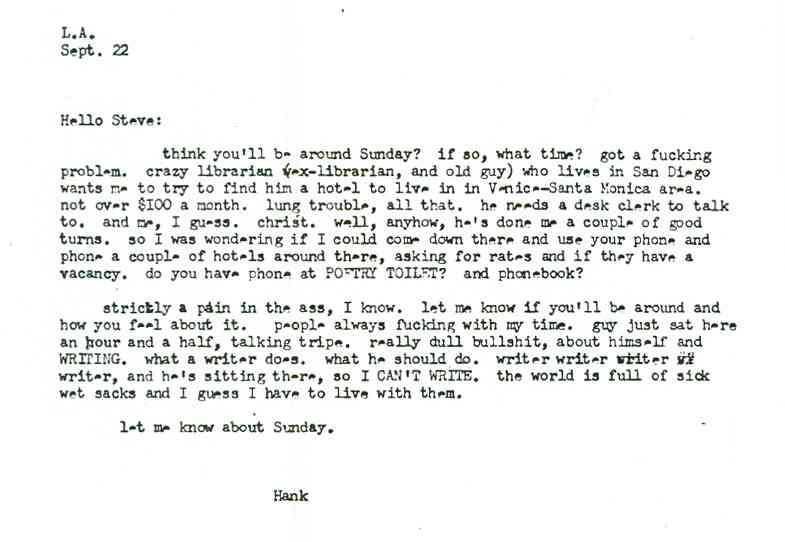 L.A.
Sept. 22
Hello Steve:
think you'll be around Sunday? if so, what time? got a fucking
problem. crazy librarian (ex-librarian, and old guy) who lives in San Diego
wants me to try to find him a hotel to live in in Venice-Santa Monica area.
not over $100 a month. lung trouble, all that. he needs a desk clerk to talk
to. and me, I guess. christ. well, anyhow, he's done me a couple of good
turns. so I was wondering if I could come down there and use your phone and
phone a couple of hotels around there, asking for rates and if they have a
vacancy. do you have phone at POETRY TOILET? and phonebook?
strictly a pain in the ass, I know. let me know if you'll be around and
how you feel about it. people always fucking with my time. guy just sat here
an hour and a half, talking tripe. really dull bullshit, about himself and
WRITING. what a writer does. what he should do. writer writer writer
writer, and he's sitting there, so I CAN'T WRITE. the world is full of sick
wet sacks and I guess I have to live with them.
let me know about Sunday.
Hank